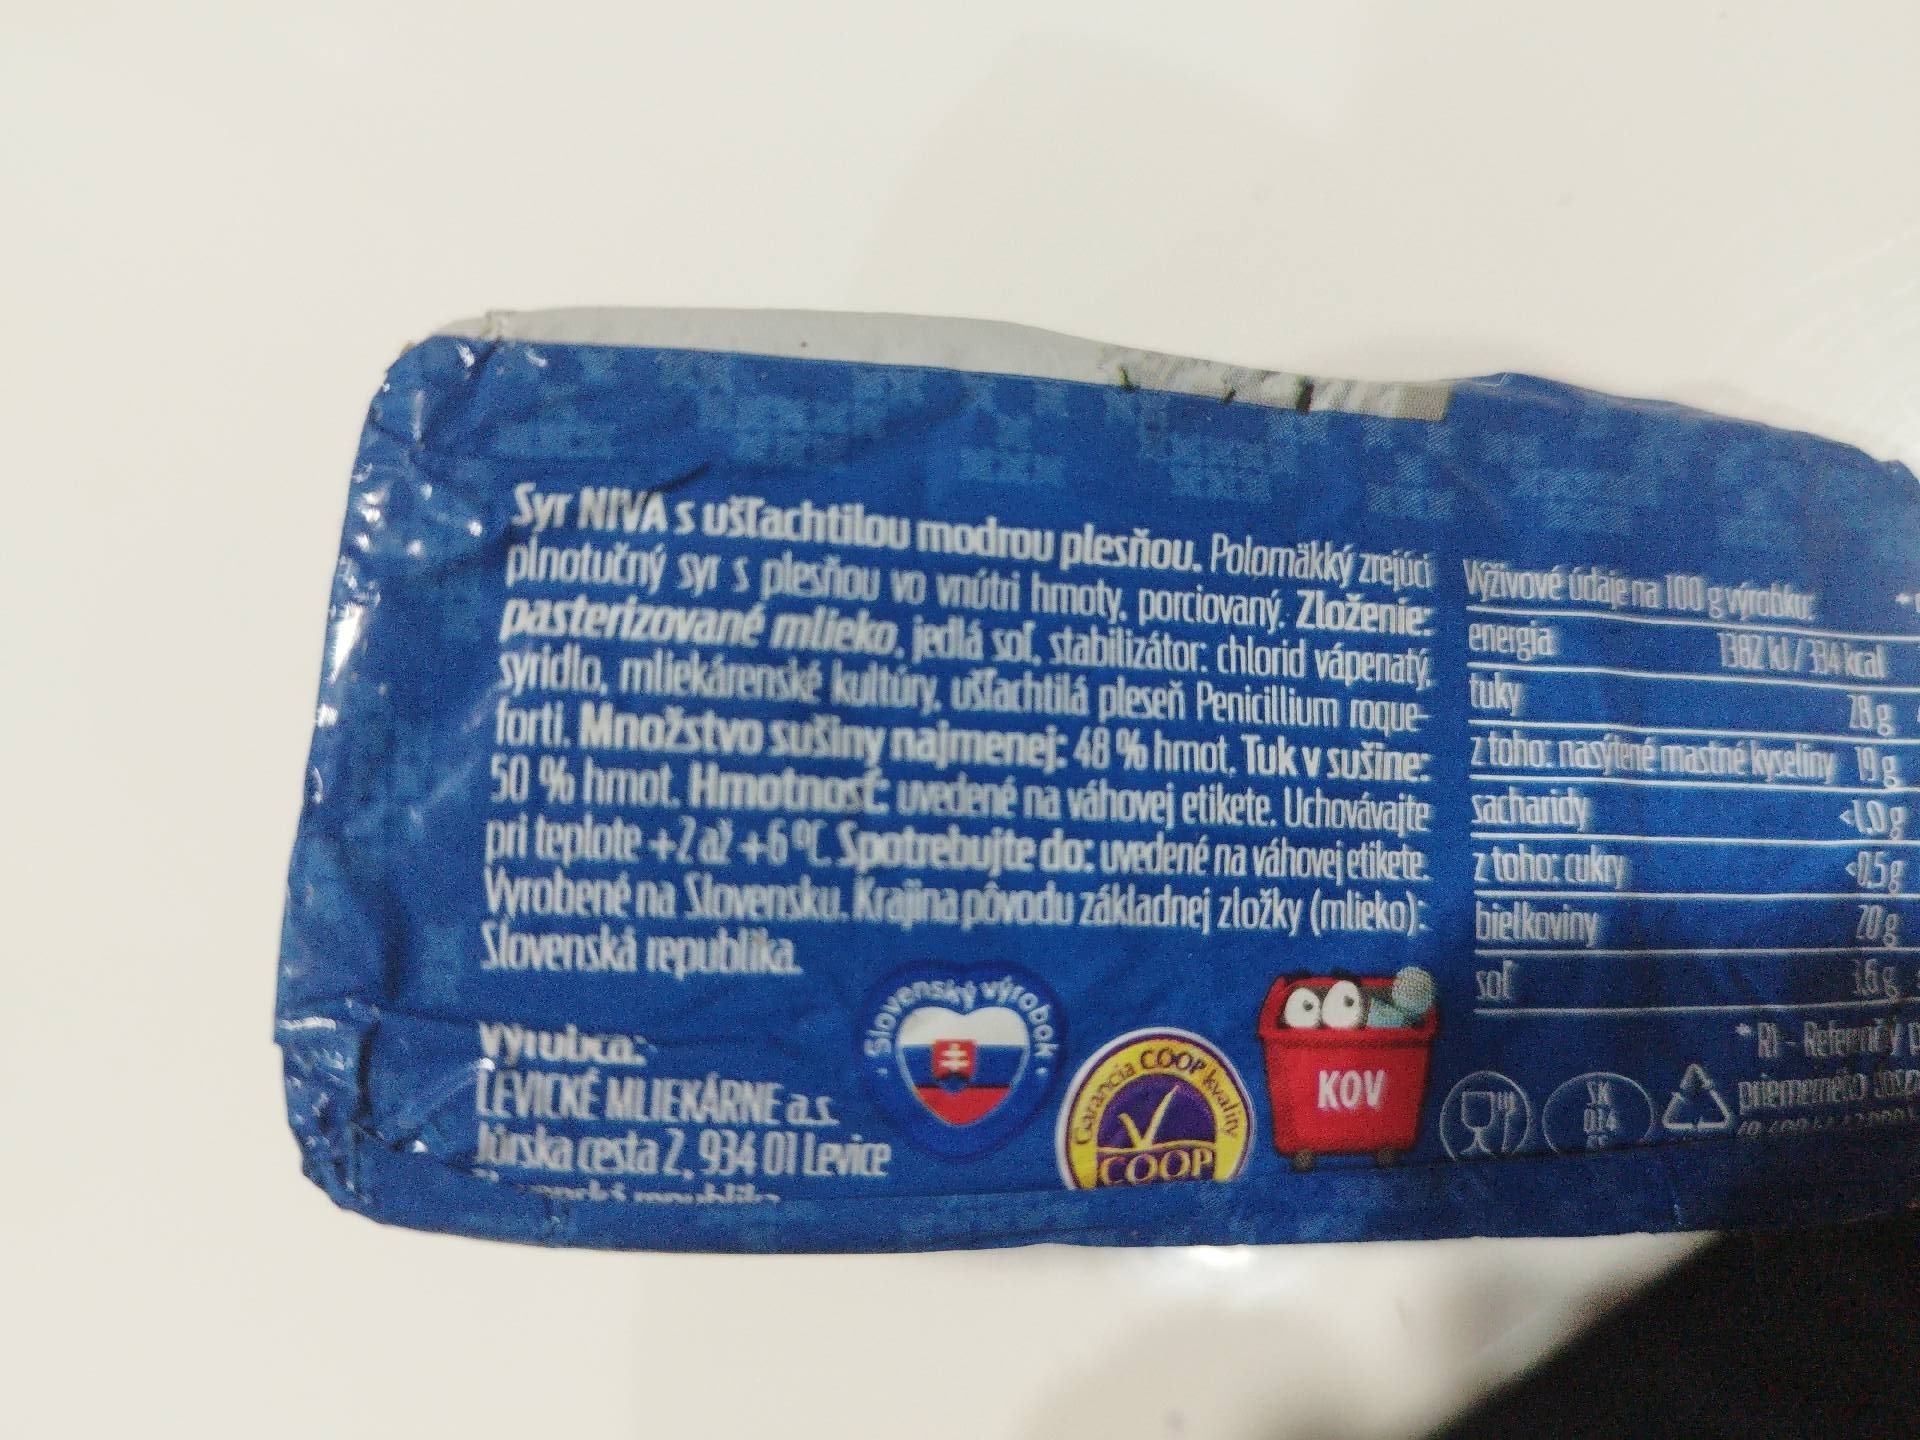 Syr NIVA s ušľachtilou modrou plesňou. Polomäkký zrejúci
plnotučný syr s plesňou vo vnútri hmoty, porciovaný. Zloženie:
pasterizované mlieko, jedlá soľ, stabilizátor: chlorid vápenatý,
syridlo, mliekárenské kultúry, ušľachtilá pleseň Penicillium roque-
forti. Množstvo sušiny najmenej: 48 % hmot. Tuk v sušine:
50 % hmot. Hmotnosť: uvedené na váhovej etikete. Uchovávajte
pri teplote +2 až +6 °C. Spotrebujte do: uvedené na váhovej etikete.
Vyrobené na Slovensku. Krajina pôvodu základnej zložky (mlieko):
Slovenská republika.
Výrobca:
LEVICKÉ MLIEKÁRNE a.s.
Júrska cesta 2, 934 01 Levice
Slovenský výrobok
Garancia COOP kvality
COOP
KOV
Výživové údaje na 100 g výrobku:
energia 1382 kJ / 334 kcal
tuky 28 g
z toho: nasýtené mastné kyseliny 19 g
sacharidy <1,0 g
z toho: cukry <0,5 g
bielkoviny 20 g
soľ 3,6 g
* RI - Referenčný
priemerného
SK
014